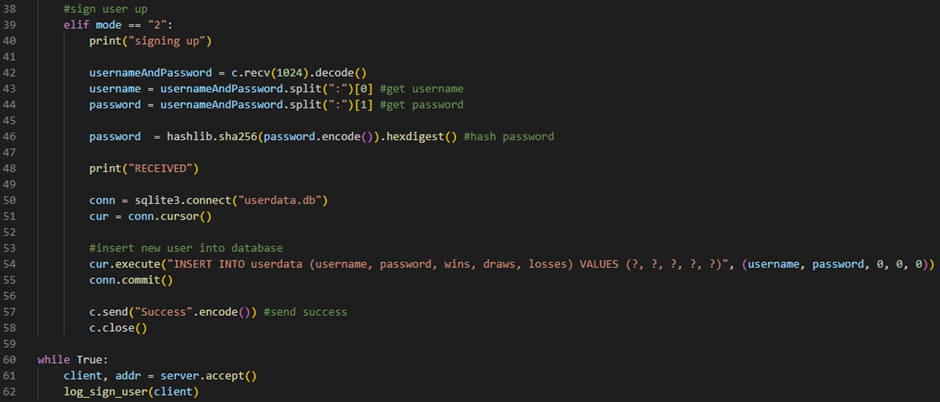 38 #sign user up
39 elif mode == "2":
40 print("signing up")
41
42 usernameAndPassword = c.recv(1024).decode()
43 username = usernameAndPassword.split(":")[0] #get username
44 password = usernameAndPassword.split(":")[1] #get password
45
46 password  = hashlib.sha256(password.encode()).hexdigest() #hash password
47
48 print("RECEIVED")
49
50 conn = sqlite3.connect("userdata.db")
51 cur = conn.cursor()
52
53 #insert new user into database
54 cur.execute("INSERT INTO userdata (username, password, wins, draws, losses) VALUES (?, ?, ?, ?, ?)", (username, password, 0, 0, 0))
55 conn.commit()
56
57 c.send("Success".encode()) #send success
58 c.close()
59
60 while True:
61 client, addr = server.accept()
62 log_sign_user(client)